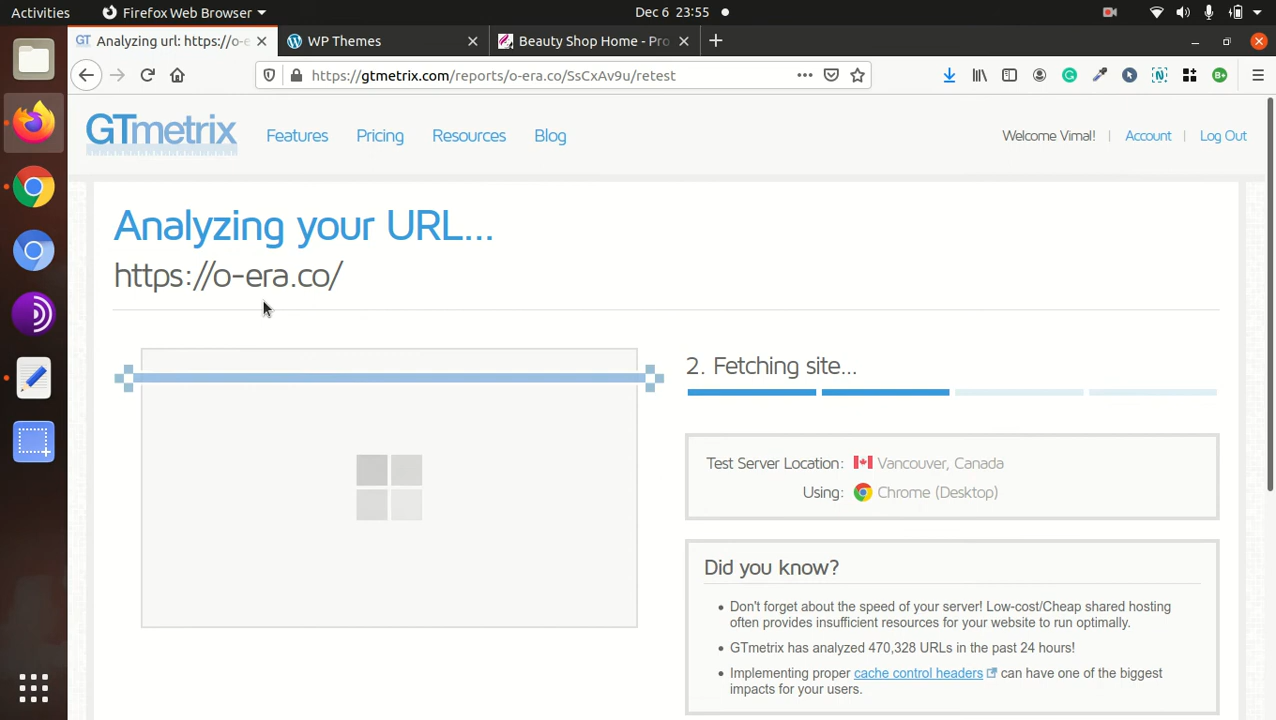 Activities Firefox Web Browser Dec 6 23:55
GT Analyzing url: https://o-e WP Themes Beauty Shop Home - Pro
https://gtmetrix.com/reports/o-era.co/SsCxAv9u/retest
GTmetrix Features Pricing Resources Blog Welcome Vimal! | Account | Log Out
Analyzing your URL...
https://o-era.co/
2. Fetching site...
Test Server Location: Vancouver, Canada
Using: Chrome (Desktop)
Did you know?
• Don't forget about the speed of your server! Low-cost/Cheap shared hosting
often provides insufficient resources for your website to run optimally.
• GTmetrix has analyzed 470,328 URLs in the past 24 hours!
• Implementing proper cache control headers can have one of the biggest
impacts for your users.